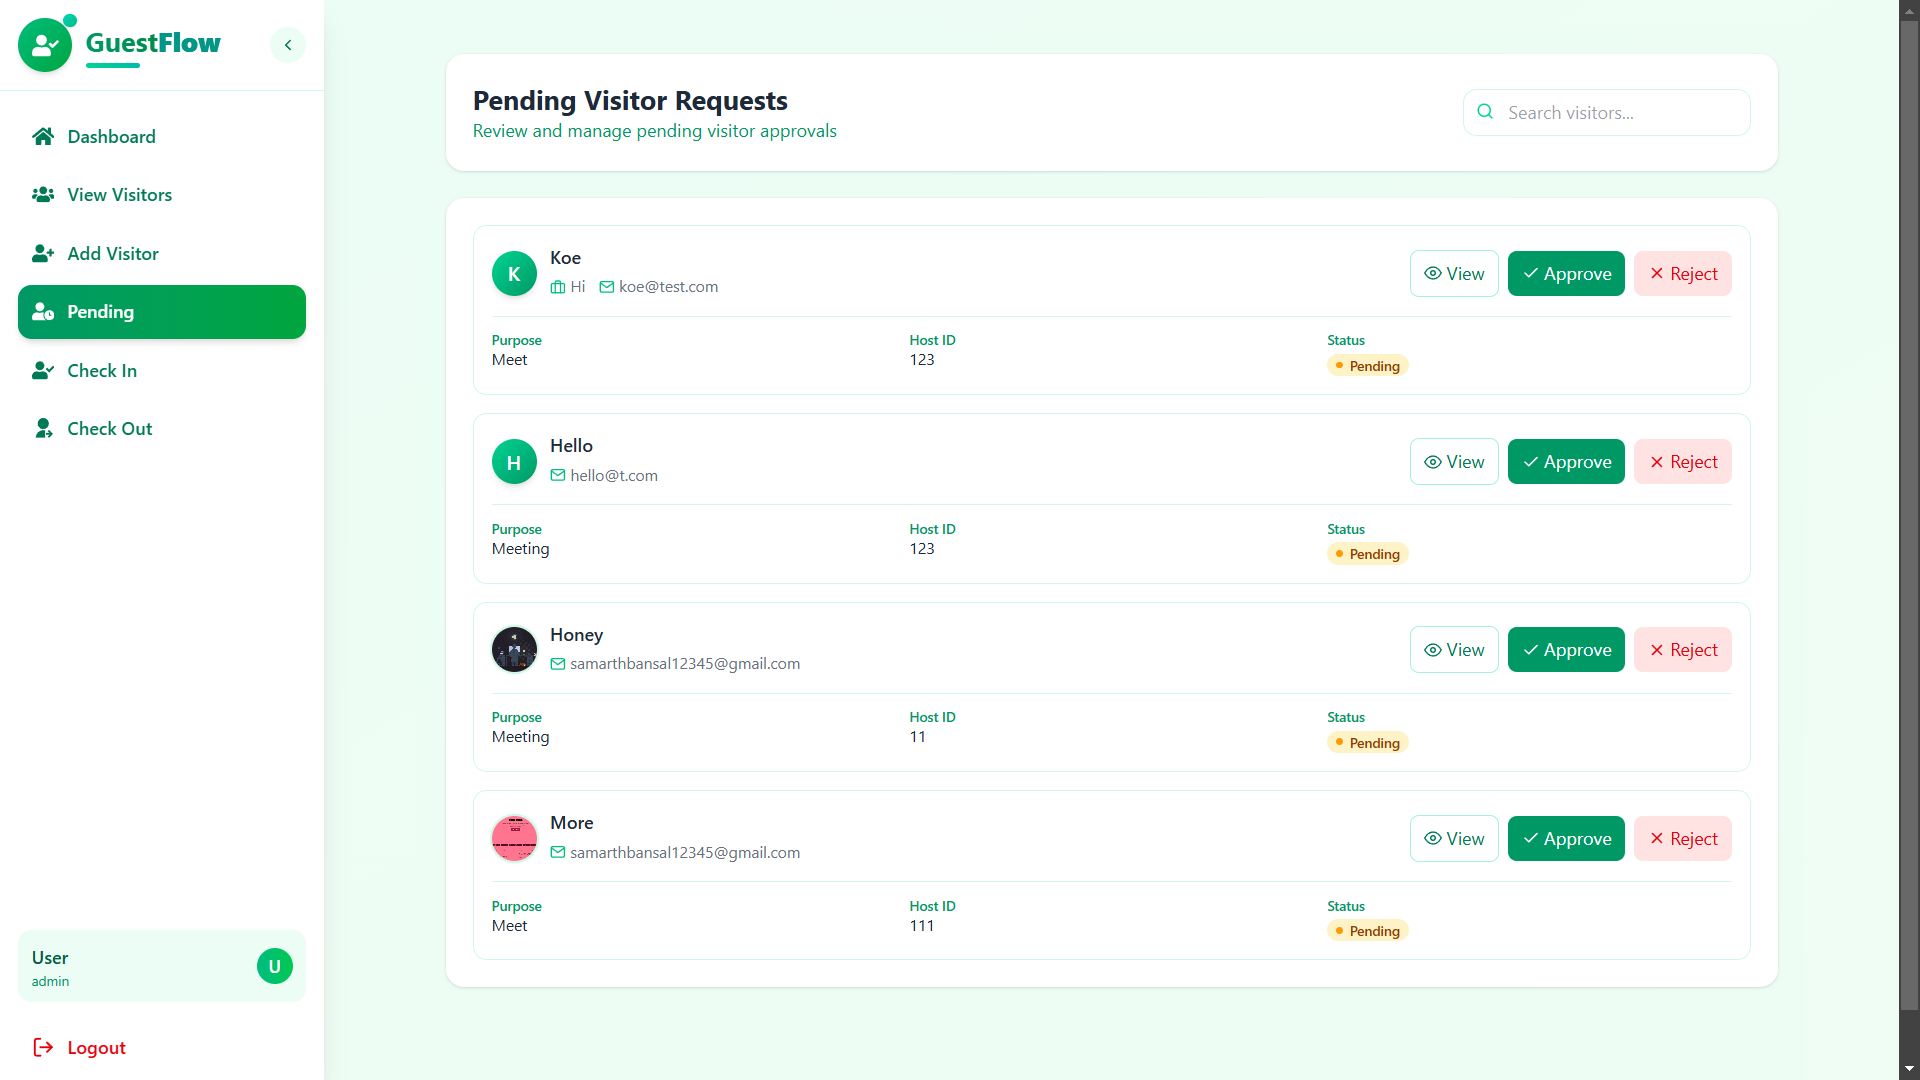 GuestFlow
Dashboard
View Visitors
Add Visitor
Pending
Check In
Check Out
User
admin
U
Logout
Pending Visitor Requests
Review and manage pending visitor approvals
Search visitors...
K
Koe
Hi koe@test.com
View Approve Reject
Purpose Host ID Status
Meet 123 Pending
H
Hello
hello@t.com
View Approve Reject
Purpose Host ID Status
Meeting 123 Pending
Honey
samarthbansal12345@gmail.com
View Approve Reject
Purpose Host ID Status
Meeting 11 Pending
More
samarthbansal12345@gmail.com
View Approve Reject
Purpose Host ID Status
Meet 111 Pending